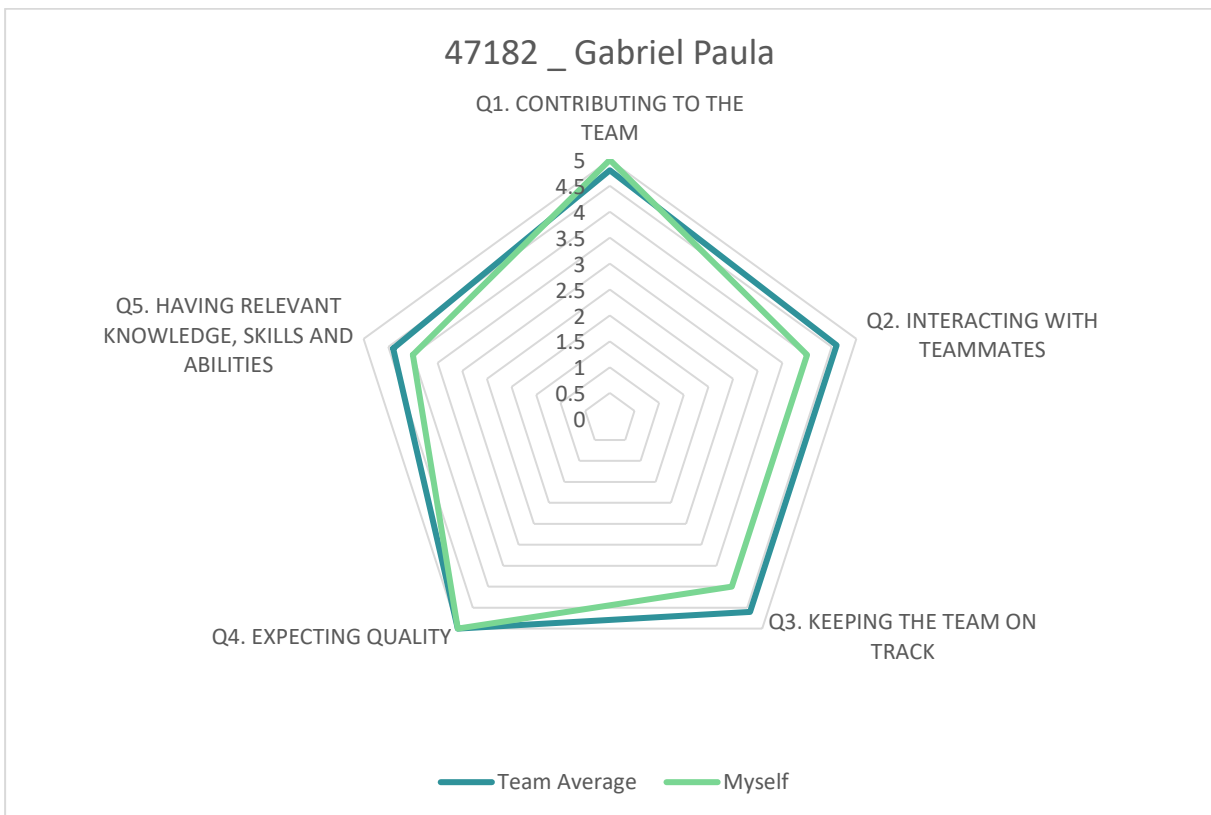 47182 _ Gabriel Paula
Q1. CONTRIBUTING TO THE
TEAM
5
4.5
4
3.5
3
2.5
2
1.5
1
0.5
0
Q2. INTERACTING WITH
TEAMMATES
Q3. KEEPING THE TEAM ON
TRACK
Q4. EXPECTING QUALITY
Q5. HAVING RELEVANT
KNOWLEDGE, SKILLS AND
ABILITIES
Team Average
Myself